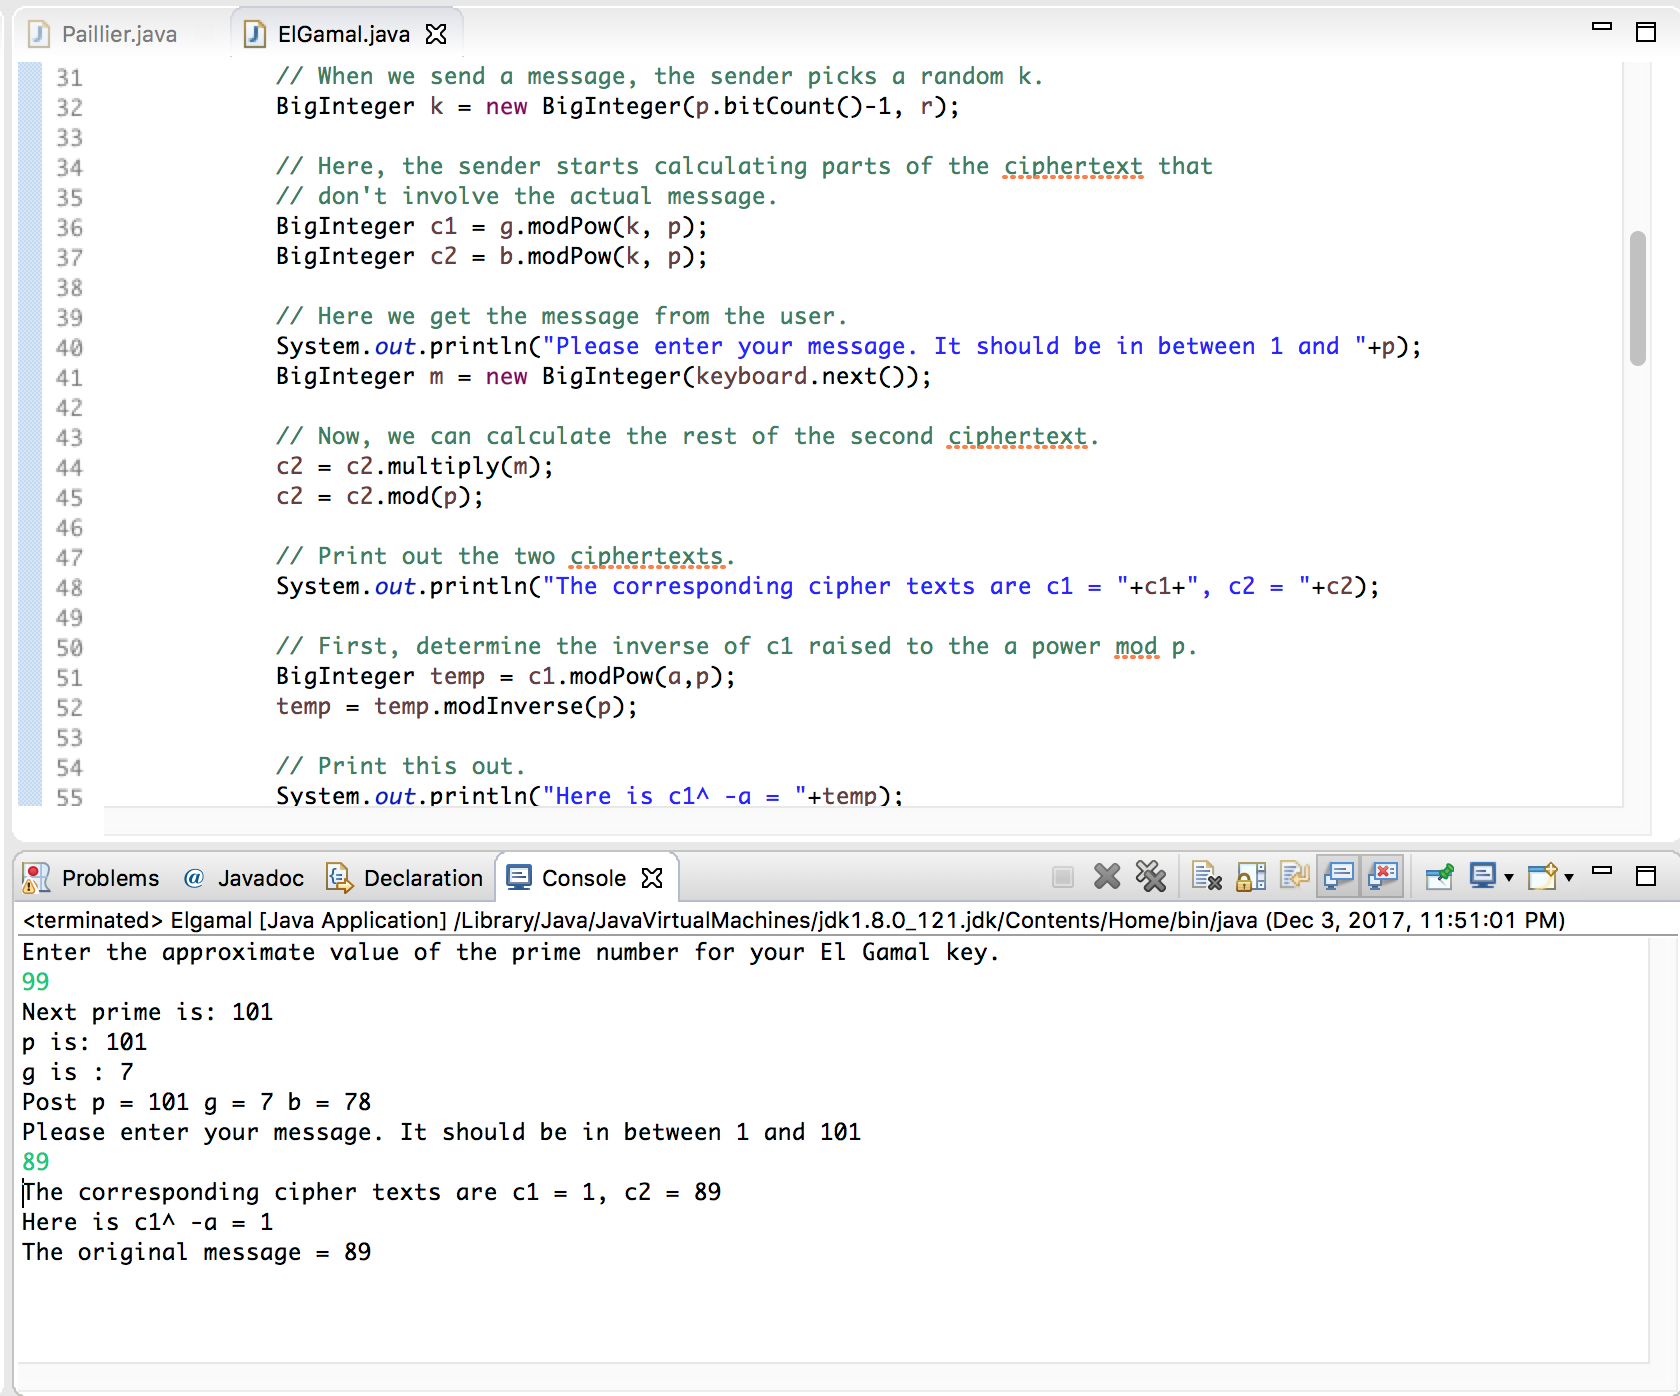 Paillier.java ElGamal.java
31 // When we send a message, the sender picks a random k.
32 BigInteger k = new BigInteger(p.bitCount()-1, r);
33
34 // Here, the sender starts calculating parts of the ciphertext that
35 // don't involve the actual message.
36 BigInteger c1 = g.modPow(k, p);
37 BigInteger c2 = b.modPow(k, p);
38
39 // Here we get the message from the user.
40 System.out.println("Please enter your message. It should be in between 1 and "+p);
41 BigInteger m = new BigInteger(keyboard.next());
42
43 // Now, we can calculate the rest of the second ciphertext.
44 c2 = c2.multiply(m);
45 c2 = c2.mod(p);
46
47 // Print out the two ciphertexts.
48 System.out.println("The corresponding cipher texts are c1 = "+c1+", c2 = "+c2);
49
50 // First, determine the inverse of c1 raised to the a power mod p.
51 BigInteger temp = c1.modPow(a,p);
52 temp = temp.modInverse(p);
53
54 // Print this out.
55 System.out.println("Here is c1^ -a = "+temp);
Problems @ Javadoc Declaration Console
<terminated> Elgamal [Java Application] /Library/Java/JavaVirtualMachines/jdk1.8.0_121.jdk/Contents/Home/bin/java (Dec 3, 2017, 11:51:01 PM)
Enter the approximate value of the prime number for your El Gamal key.
99
Next prime is: 101
p is: 101
g is : 7
Post p = 101 g = 7 b = 78
Please enter your message. It should be in between 1 and 101
89
The corresponding cipher texts are c1 = 1, c2 = 89
Here is c1^ -a = 1
The original message = 89